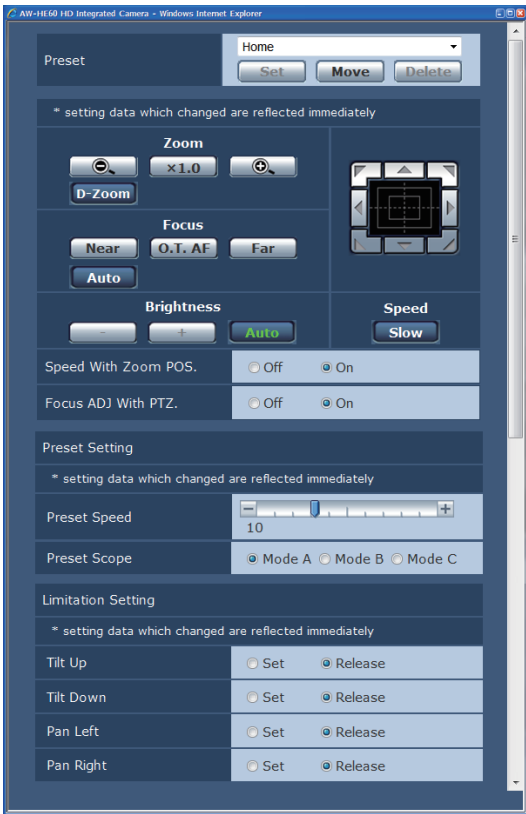 AW-HE60 HD Integrated Camera - Windows Internet Explorer
Preset
Home
Set Move Delete
* setting data which changed are reflected immediately
Zoom
×1.0
D-Zoom
Focus
Near O.T. AF Far
Auto
Brightness Speed
- + Auto Slow
Speed With Zoom POS. Off On
Focus ADJ With PTZ. Off On
Preset Setting
* setting data which changed are reflected immediately
Preset Speed
10
Preset Scope Mode A Mode B Mode C
Limitation Setting
* setting data which changed are reflected immediately
Tilt Up Set Release
Tilt Down Set Release
Pan Left Set Release
Pan Right Set Release